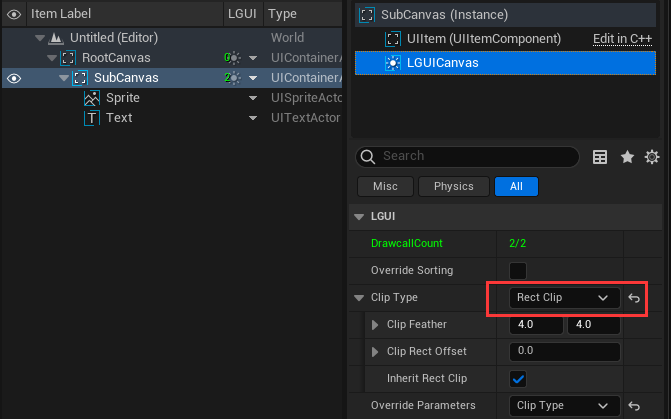 Item Label LGUI Type
Untitled (Editor) World
RootCanvas 0 UIContainerA
SubCanvas 2 UIContainerA
Sprite UISpriteActor
T Text UITextActor
SubCanvas (Instance)
UIItem (UIItemComponent) Edit in C++
LGUICanvas
Search
Misc Physics All
LGUI
DrawcallCount 2/2
Override Sorting
Clip Type Rect Clip
Clip Feather 4.0 4.0
Clip Rect Offset 0.0
Inherit Rect Clip
Override Parameters Clip Type